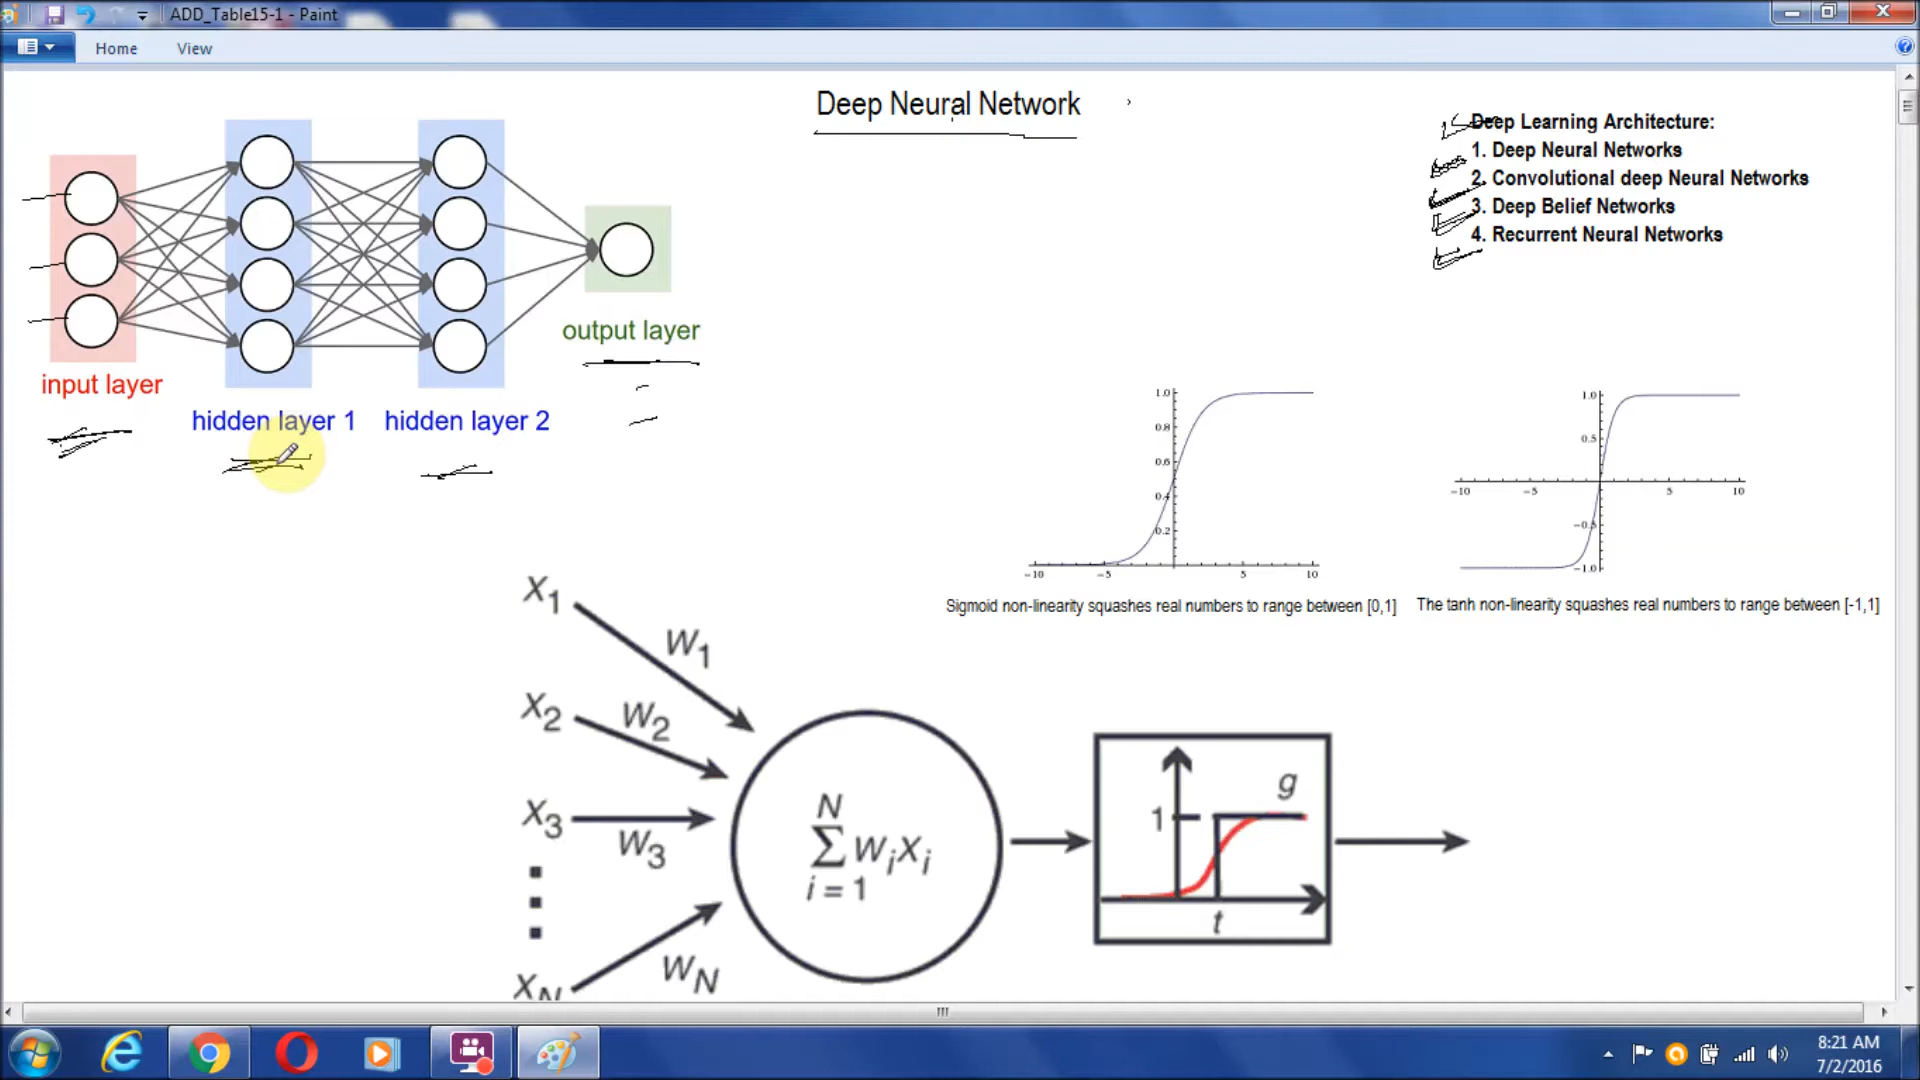 ADD_Table15-1 - Paint
Home View
Deep Neural Network
Deep Learning Architecture:
1. Deep Neural Networks
2. Convolutional deep Neural Networks
3. Deep Belief Networks
4. Recurrent Neural Networks
output layer
input layer
hidden layer 1
hidden layer 2
1.0
0.8
0.6
0.4
0.2
-10 -5 5 10
Sigmoid non-linearity squashes real numbers to range between [0,1]
1.0
0.5
-10 -5 5 10
-0.5
-1.0
The tanh non-linearity squashes real numbers to range between [-1,1]
X1
W1
X2
W2
X3
W3
XN
WN
N
∑ WiXi
i = 1
g
1
t
8:21 AM
7/2/2016